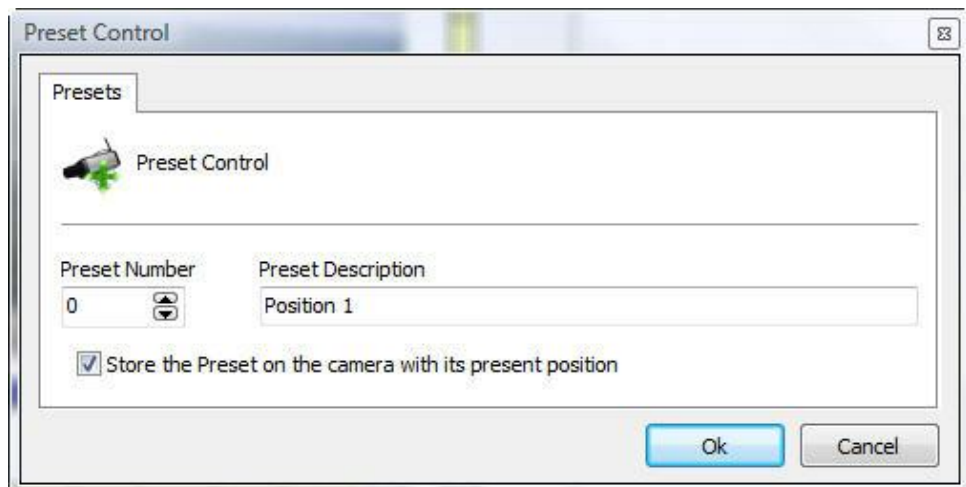 Preset Control
Presets
Preset Control
Preset Number Preset Description
0 Position 1
Store the Preset on the camera with its present position
Ok Cancel